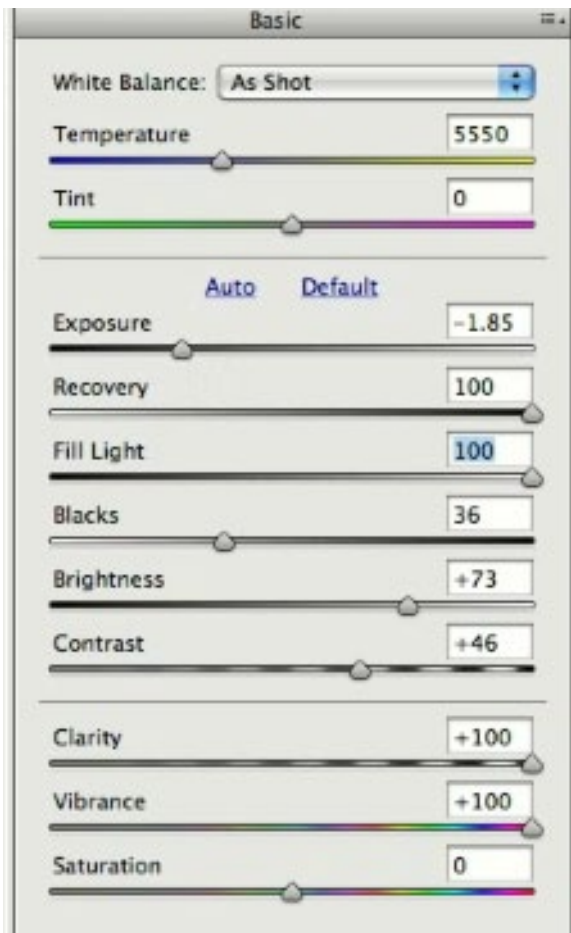 Basic
White Balance: As Shot
Temperature 5550
Tint 0
Auto Default
Exposure -1.85
Recovery 100
Fill Light 100
Blacks 36
Brightness +73
Contrast +46
Clarity +100
Vibrance +100
Saturation 0